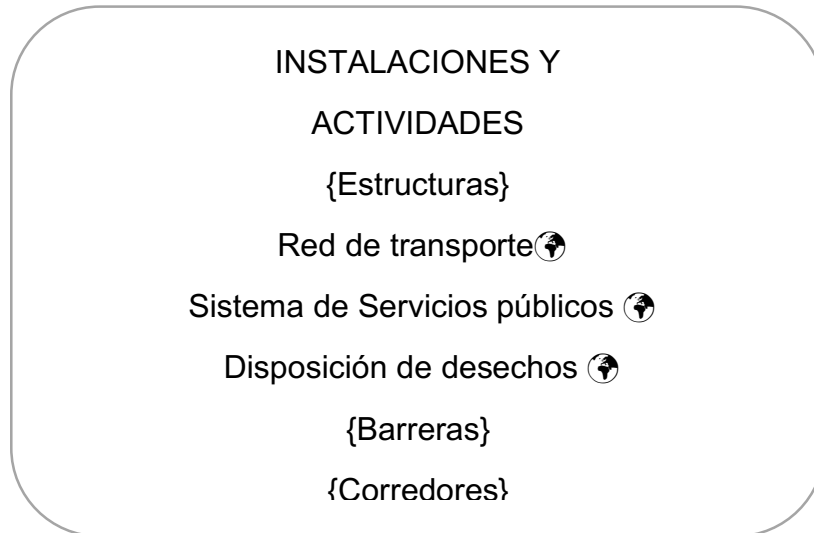 INSTALACIONES Y
ACTIVIDADES
{Estructuras}
Red de transporte
Sistema de Servicios públicos
Disposición de desechos
{Barreras}
{Corredores}